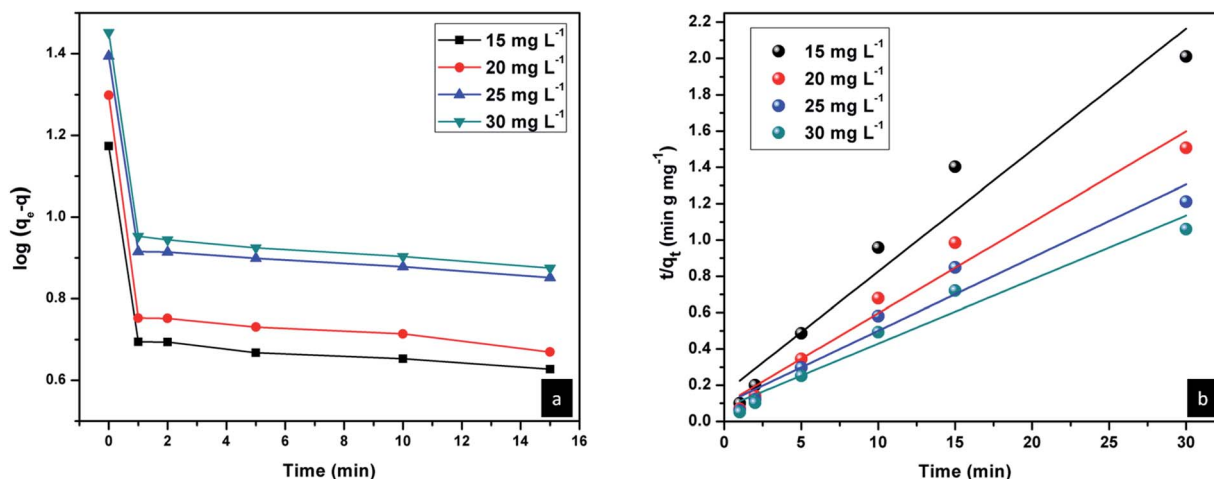 1.4
1.2
1.0
0.8
0.6
log (qₑ-q)
15 mg L⁻¹
20 mg L⁻¹
25 mg L⁻¹
30 mg L⁻¹
a
0 2 4 6 8 10 12 14 16
Time (min)
2.2
2.0
1.8
1.6
1.4
1.2
1.0
0.8
0.6
0.4
0.2
0.0
t/qₜ (min g mg⁻¹)
15 mg L⁻¹
20 mg L⁻¹
25 mg L⁻¹
30 mg L⁻¹
b
0 5 10 15 20 25 30
Time (min)